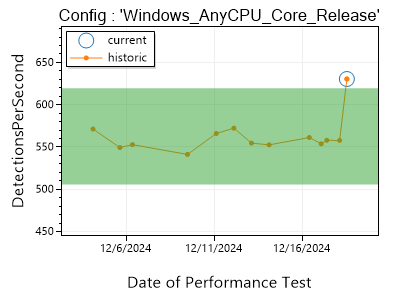 Config : 'Windows_AnyCPU_Core_Release'
current
historic
DetectionsPerSecond
650
600
550
500
450
12/6/2024
12/11/2024
12/16/2024
Date of Performance Test